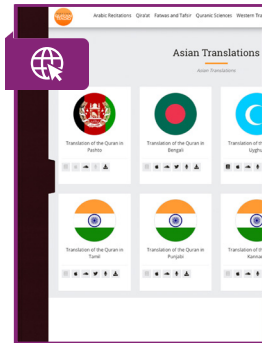 Arabic Recitations Qira'at Fatwas and Tafsir Quranic Sciences Western Tra
Asian Translations
Asian Translations
Translation of the Quran in
Pashto
Translation of the Quran in
Bengali
Translation of th
Uyghu
Translation of the Quran in
Tamil
Translation of the Quran in
Punjabi
Translation of th
Kannad